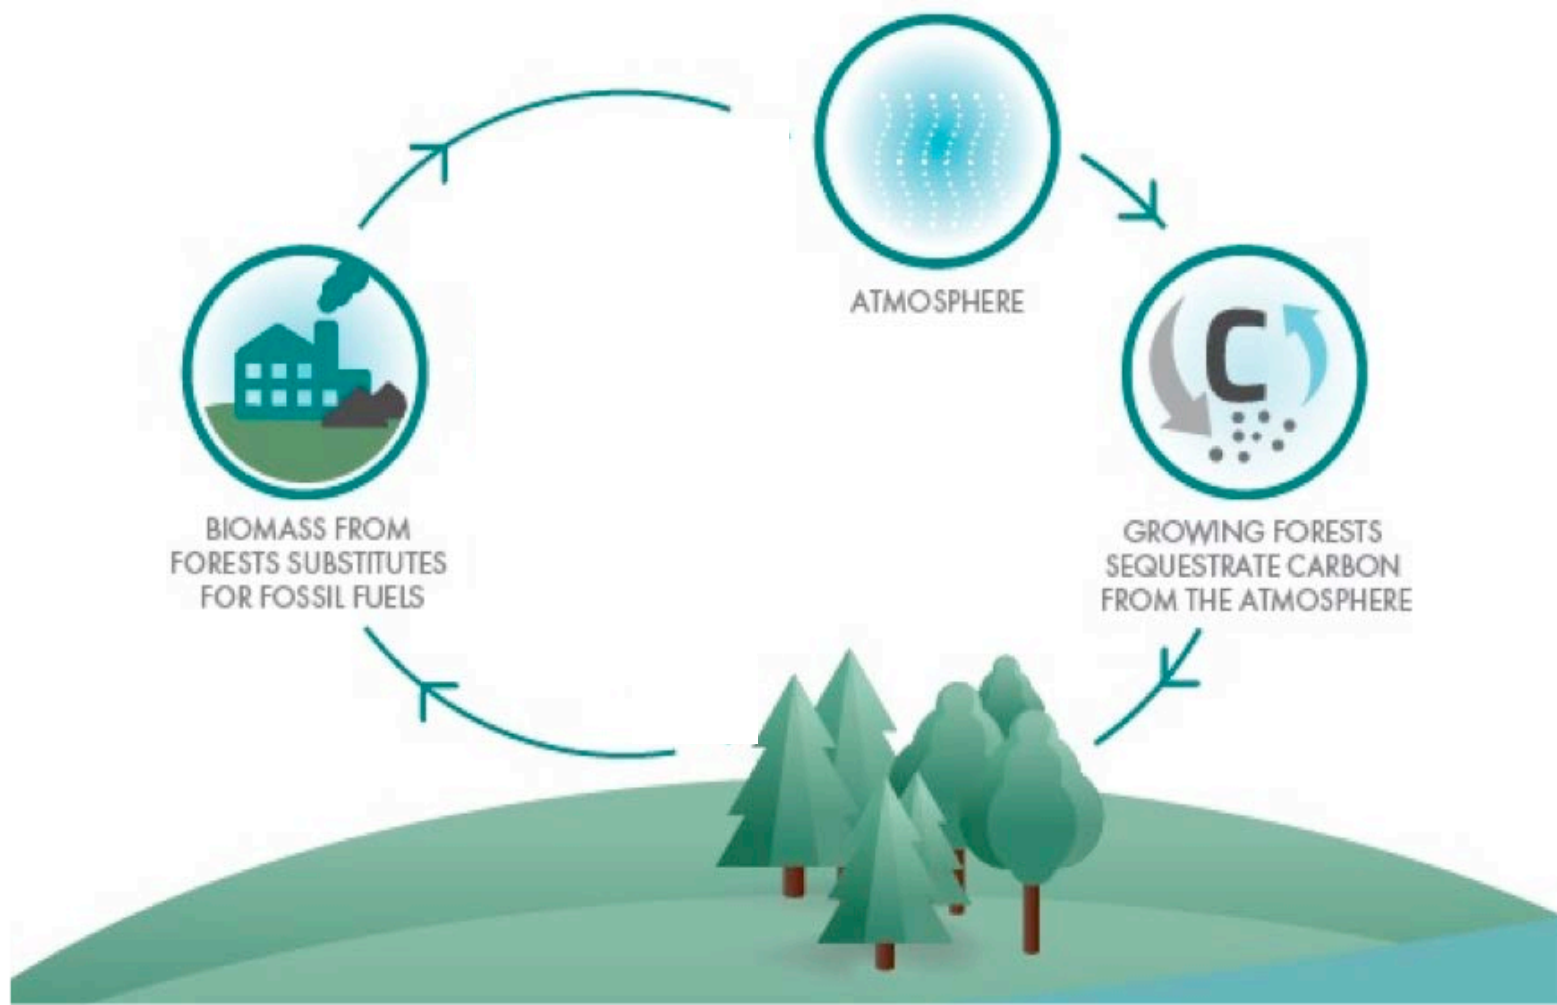 ATMOSPHERE
C
BIOMASS FROM
FORESTS SUBSTITUTES
FOR FOSSIL FUELS
GROWING FORESTS
SEQUESTRATE CARBON
FROM THE ATMOSPHERE